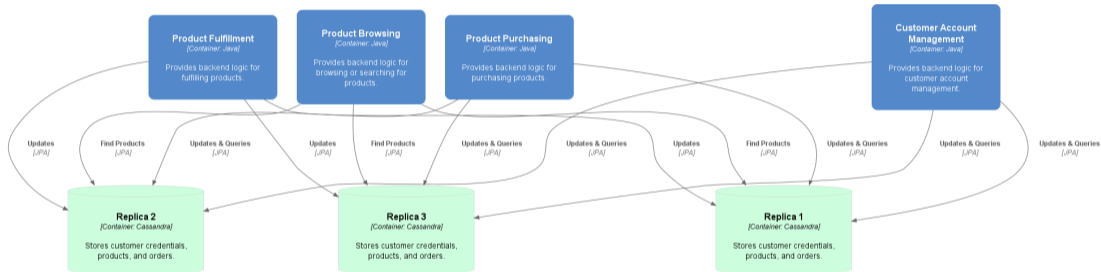 Product Fulfillment
[Container: Java]
Provides backend logic for
fulfilling products.
Product Browsing
[Container: Java]
Provides backend logic for
browsing or searching for
products.
Product Purchasing
[Container: Java]
Provides backend logic for
purchasing products.
Customer Account
Management
[Container: Java]
Provides backend logic for
customer account
management.
Updates
[JPA]
Find Products
[JPA]
Updates & Queries
[JPA]
Updates
[JPA]
Find Products
[JPA]
Updates & Queries
[JPA]
Updates & Queries
[JPA]
Updates
[JPA]
Find Products
[JPA]
Updates & Queries
[JPA]
Updates & Queries
[JPA]
Updates & Queries
[JPA]
Replica 2
[Container: Cassandra]
Stores customer credentials,
products, and orders.
Replica 3
[Container: Cassandra]
Stores customer credentials,
products, and orders.
Replica 1
[Container: Cassandra]
Stores customer credentials,
products, and orders.